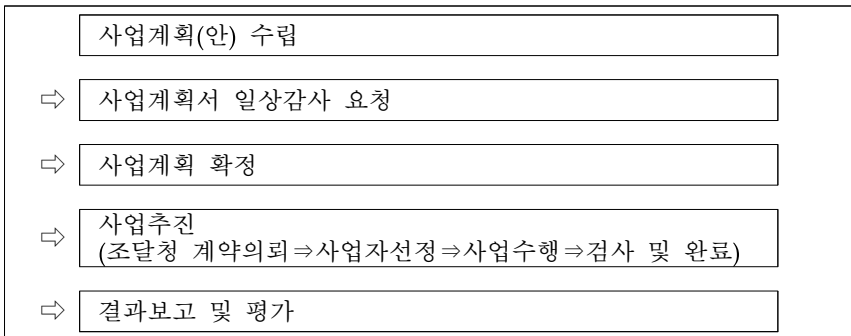 사업계획(안) 수립
⇨ 사업계획서 일상감사 요청
⇨ 사업계획 확정
⇨ 사업추진
(조달청 계약의뢰⇒사업자선정⇒사업수행⇒검사 및 완료)
⇨ 결과보고 및 평가